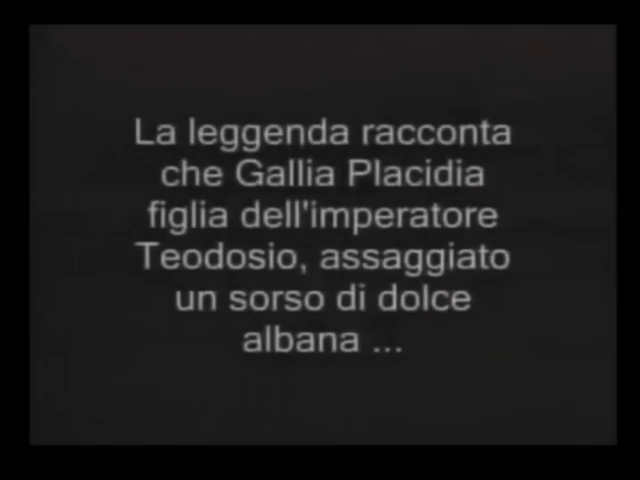 La leggenda racconta
che Gallia Placidia
figlia dell'imperatore
Teodosio, assaggiato
un sorso di dolce
albana ...